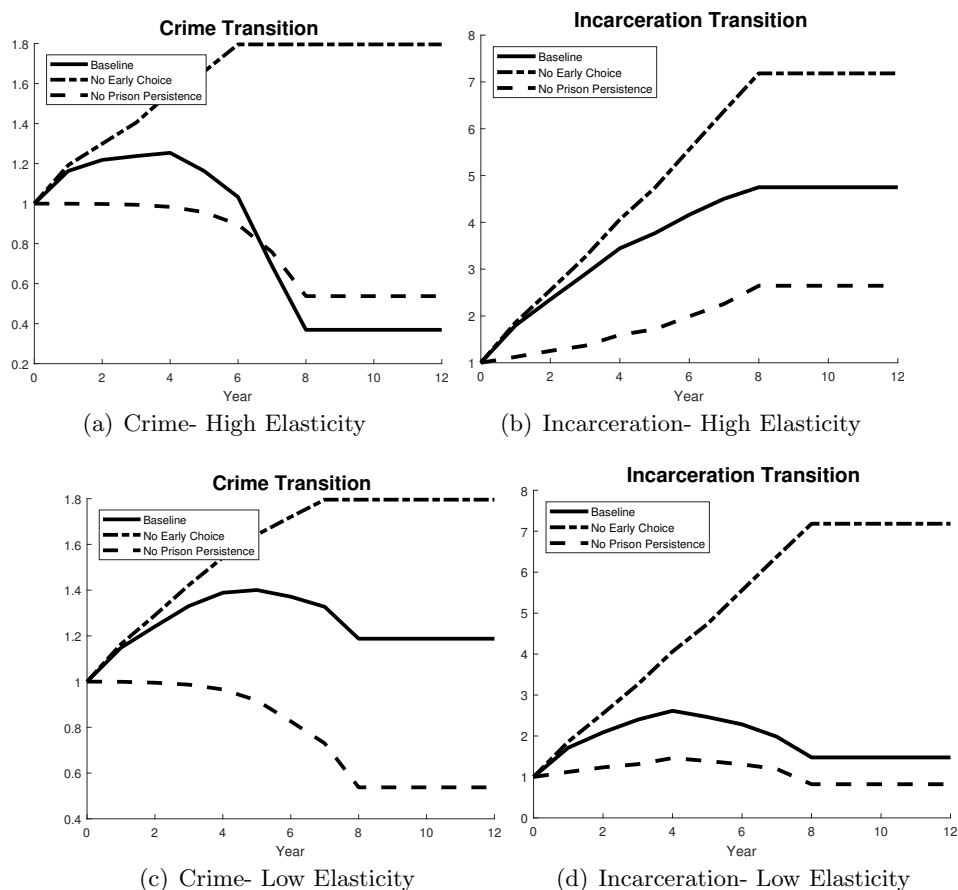 Crime Transition
1.8
1.6
1.4
1.2
1
0.8
0.6
0.4
0.2
Baseline
No Early Choice
No Prison Persistence
0 2 4 6 8 10 12
Year
(a) Crime- High Elasticity
Incarceration Transition
8
7
6
5
4
3
2
1
Baseline
No Early Choice
No Prison Persistence
0 2 4 6 8 10 12
Year
(b) Incarceration- High Elasticity
Crime Transition
1.8
1.6
1.4
1.2
1
0.8
0.6
0.4
Baseline
No Early Choice
No Prison Persistence
0 2 4 6 8 10 12
Year
(c) Crime- Low Elasticity
Incarceration Transition
8
7
6
5
4
3
2
1
0
Baseline
No Early Choice
No Prison Persistence
0 2 4 6 8 10 12
Year
(d) Incarceration- Low Elasticity